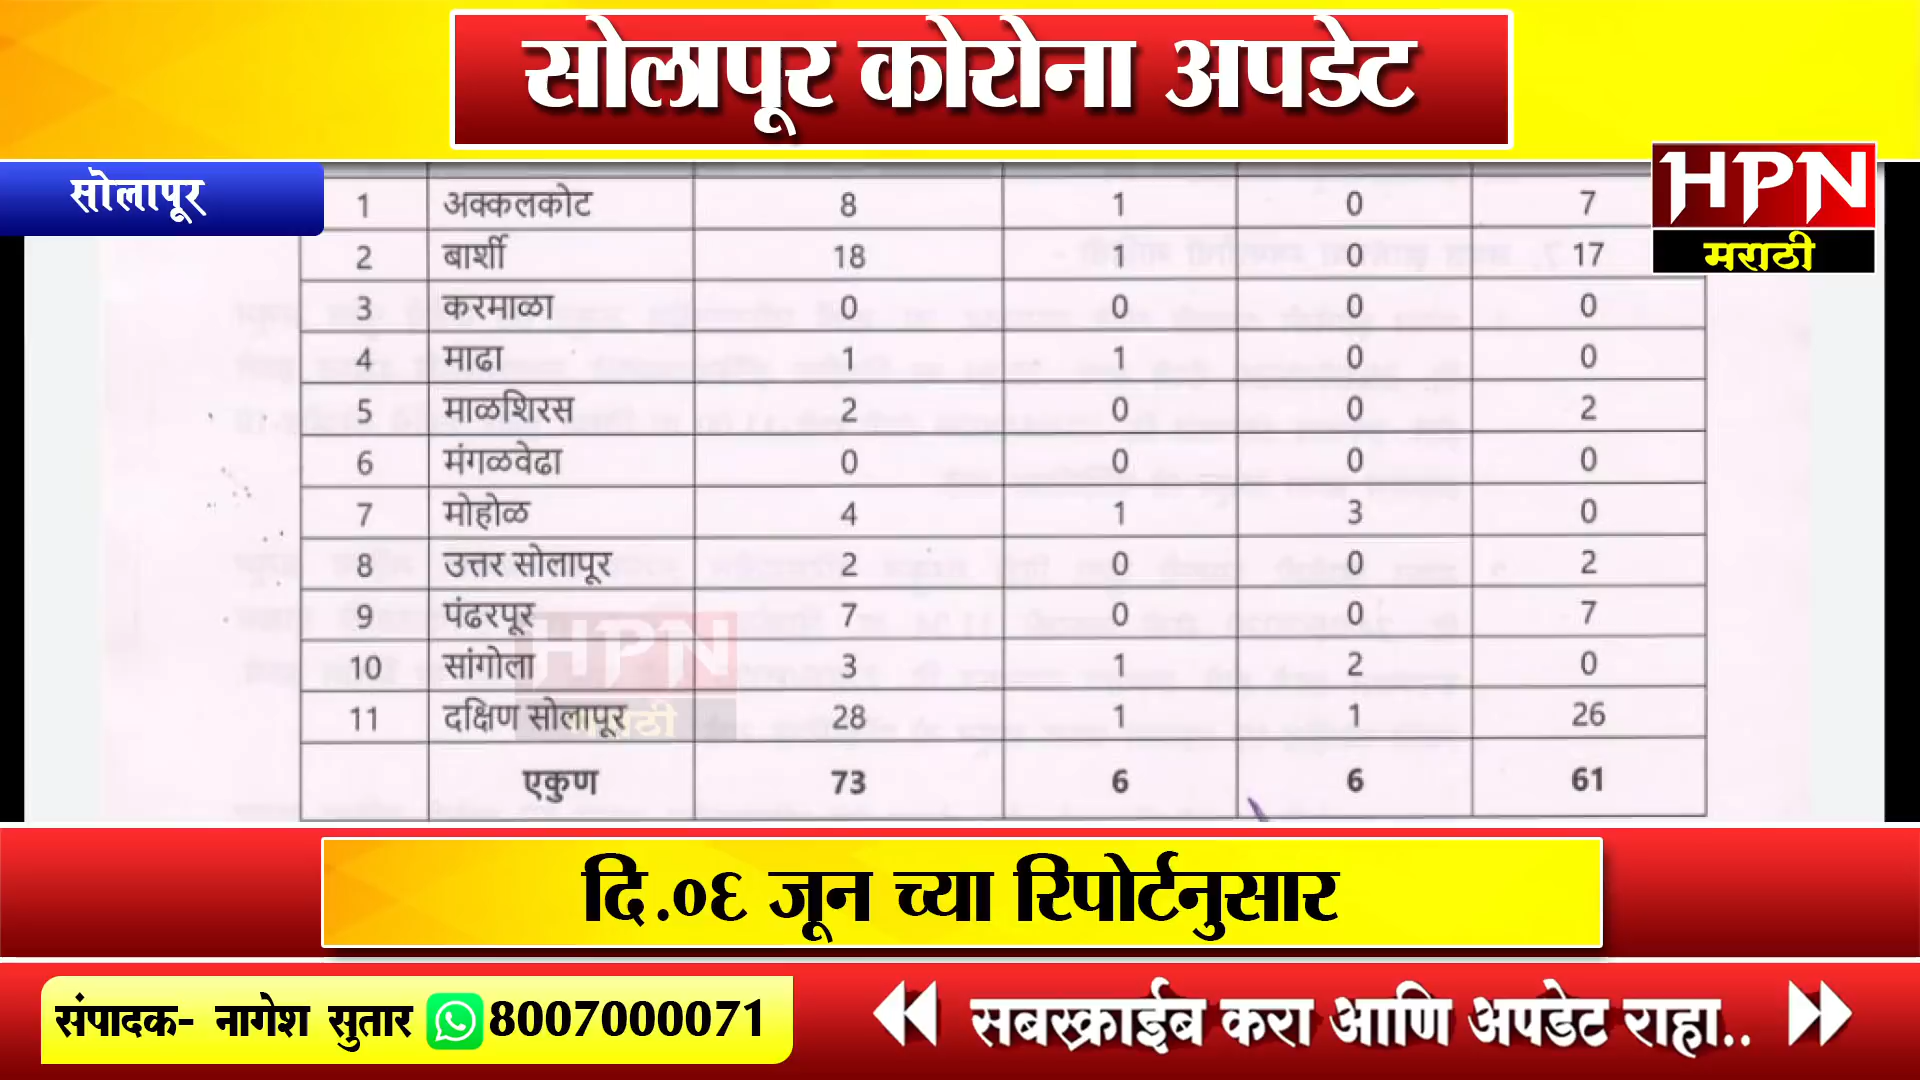 सोलापूर कोरोना अपडेट
सोलापूर
HPN
मराठी
1 अक्कलकोट 8 1 0 7
2 बार्शी 18 1 0 17
3 करमाळा 0 0 0 0
4 माढा 1 1 0 0
5 माळशिरस 2 0 0 2
6 मंगळवेढा 0 0 0 0
7 मोहोळ 4 1 3 0
8 उत्तर सोलापूर 2 0 0 2
9 पंढरपूर 7 0 0 7
10 सांगोला 3 1 2 0
11 दक्षिण सोलापूर 28 1 1 26
एकुण 73 6 6 61
HPN
मराठी
दि.०६ जून च्या रिपोर्टनुसार
संपादक- नागेश सुतार 8007000071
सबस्क्राईब करा आणि अपडेट राहा..